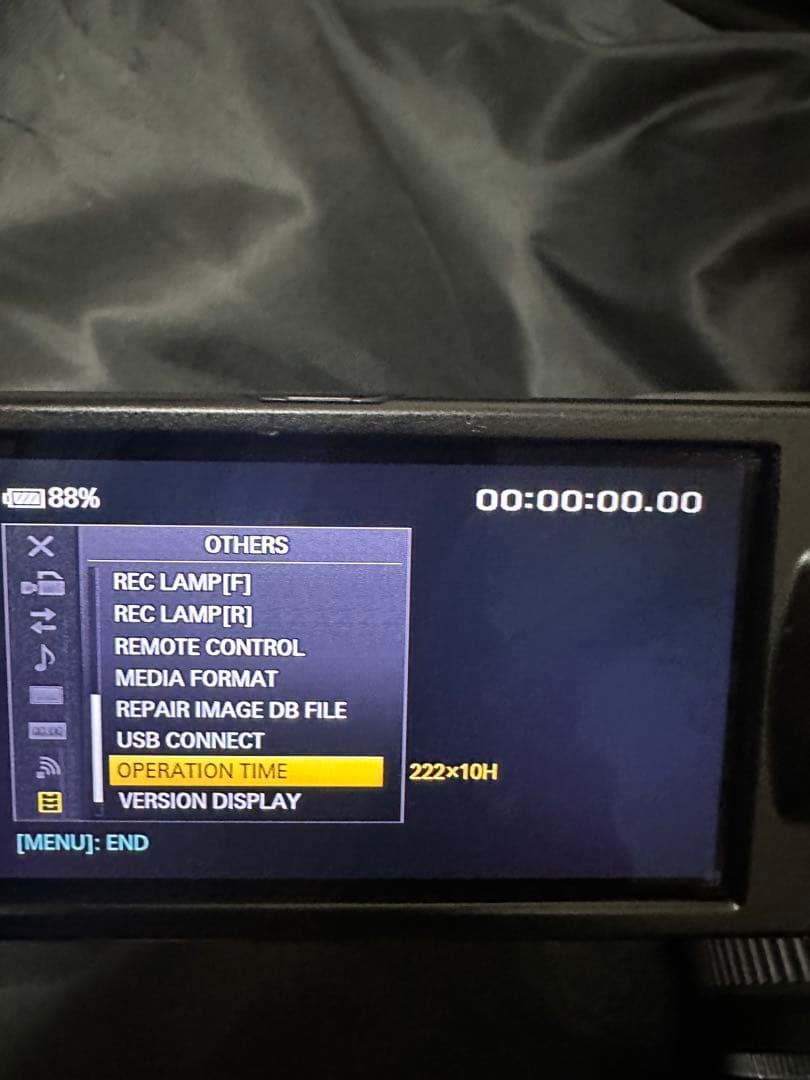 88%
00:00:00.00
OTHERS
REC LAMP[F]
REC LAMP[R]
REMOTE CONTROL
MEDIA FORMAT
REPAIR IMAGE DB FILE
USB CONNECT
OPERATION TIME 222×10H
VERSION DISPLAY
[MENU]: END